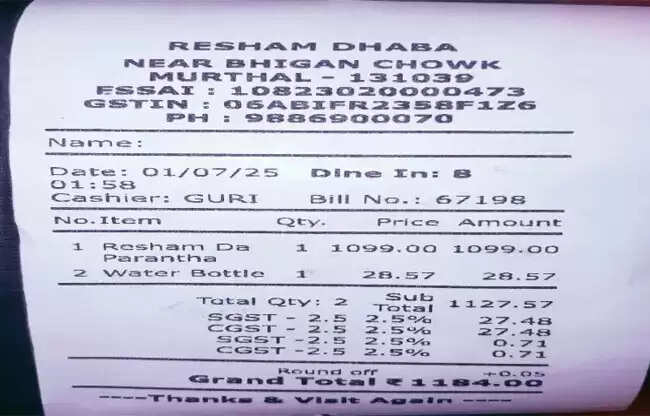 RESHAM DHABA
NEAR BHIGAN CHOWK
MURTHAL - 131039
FSSAI : 10823020000473
GSTIN : 06ABIFR2358F1Z6
PH : 9886900070
Name:
Date: 01/07/25 Dine In: 8
01:58
Cashier: GURI Bill No.: 67198
No.Item Qty. Price Amount
1 Resham Da 1 1099.00 1099.00
Parantha
2 Water Bottle 1 28.57 28.57
Total Qty: 2 Sub Total 1127.57
SGST - 2.5 2.5% 27.48
CGST - 2.5 2.5% 27.48
SGST -2.5 2.5% 0.71
CGST -2.5 2.5% 0.71
Round off +0.05
Grand Total ₹ 1184.00
----Thanks & Visit Again ----